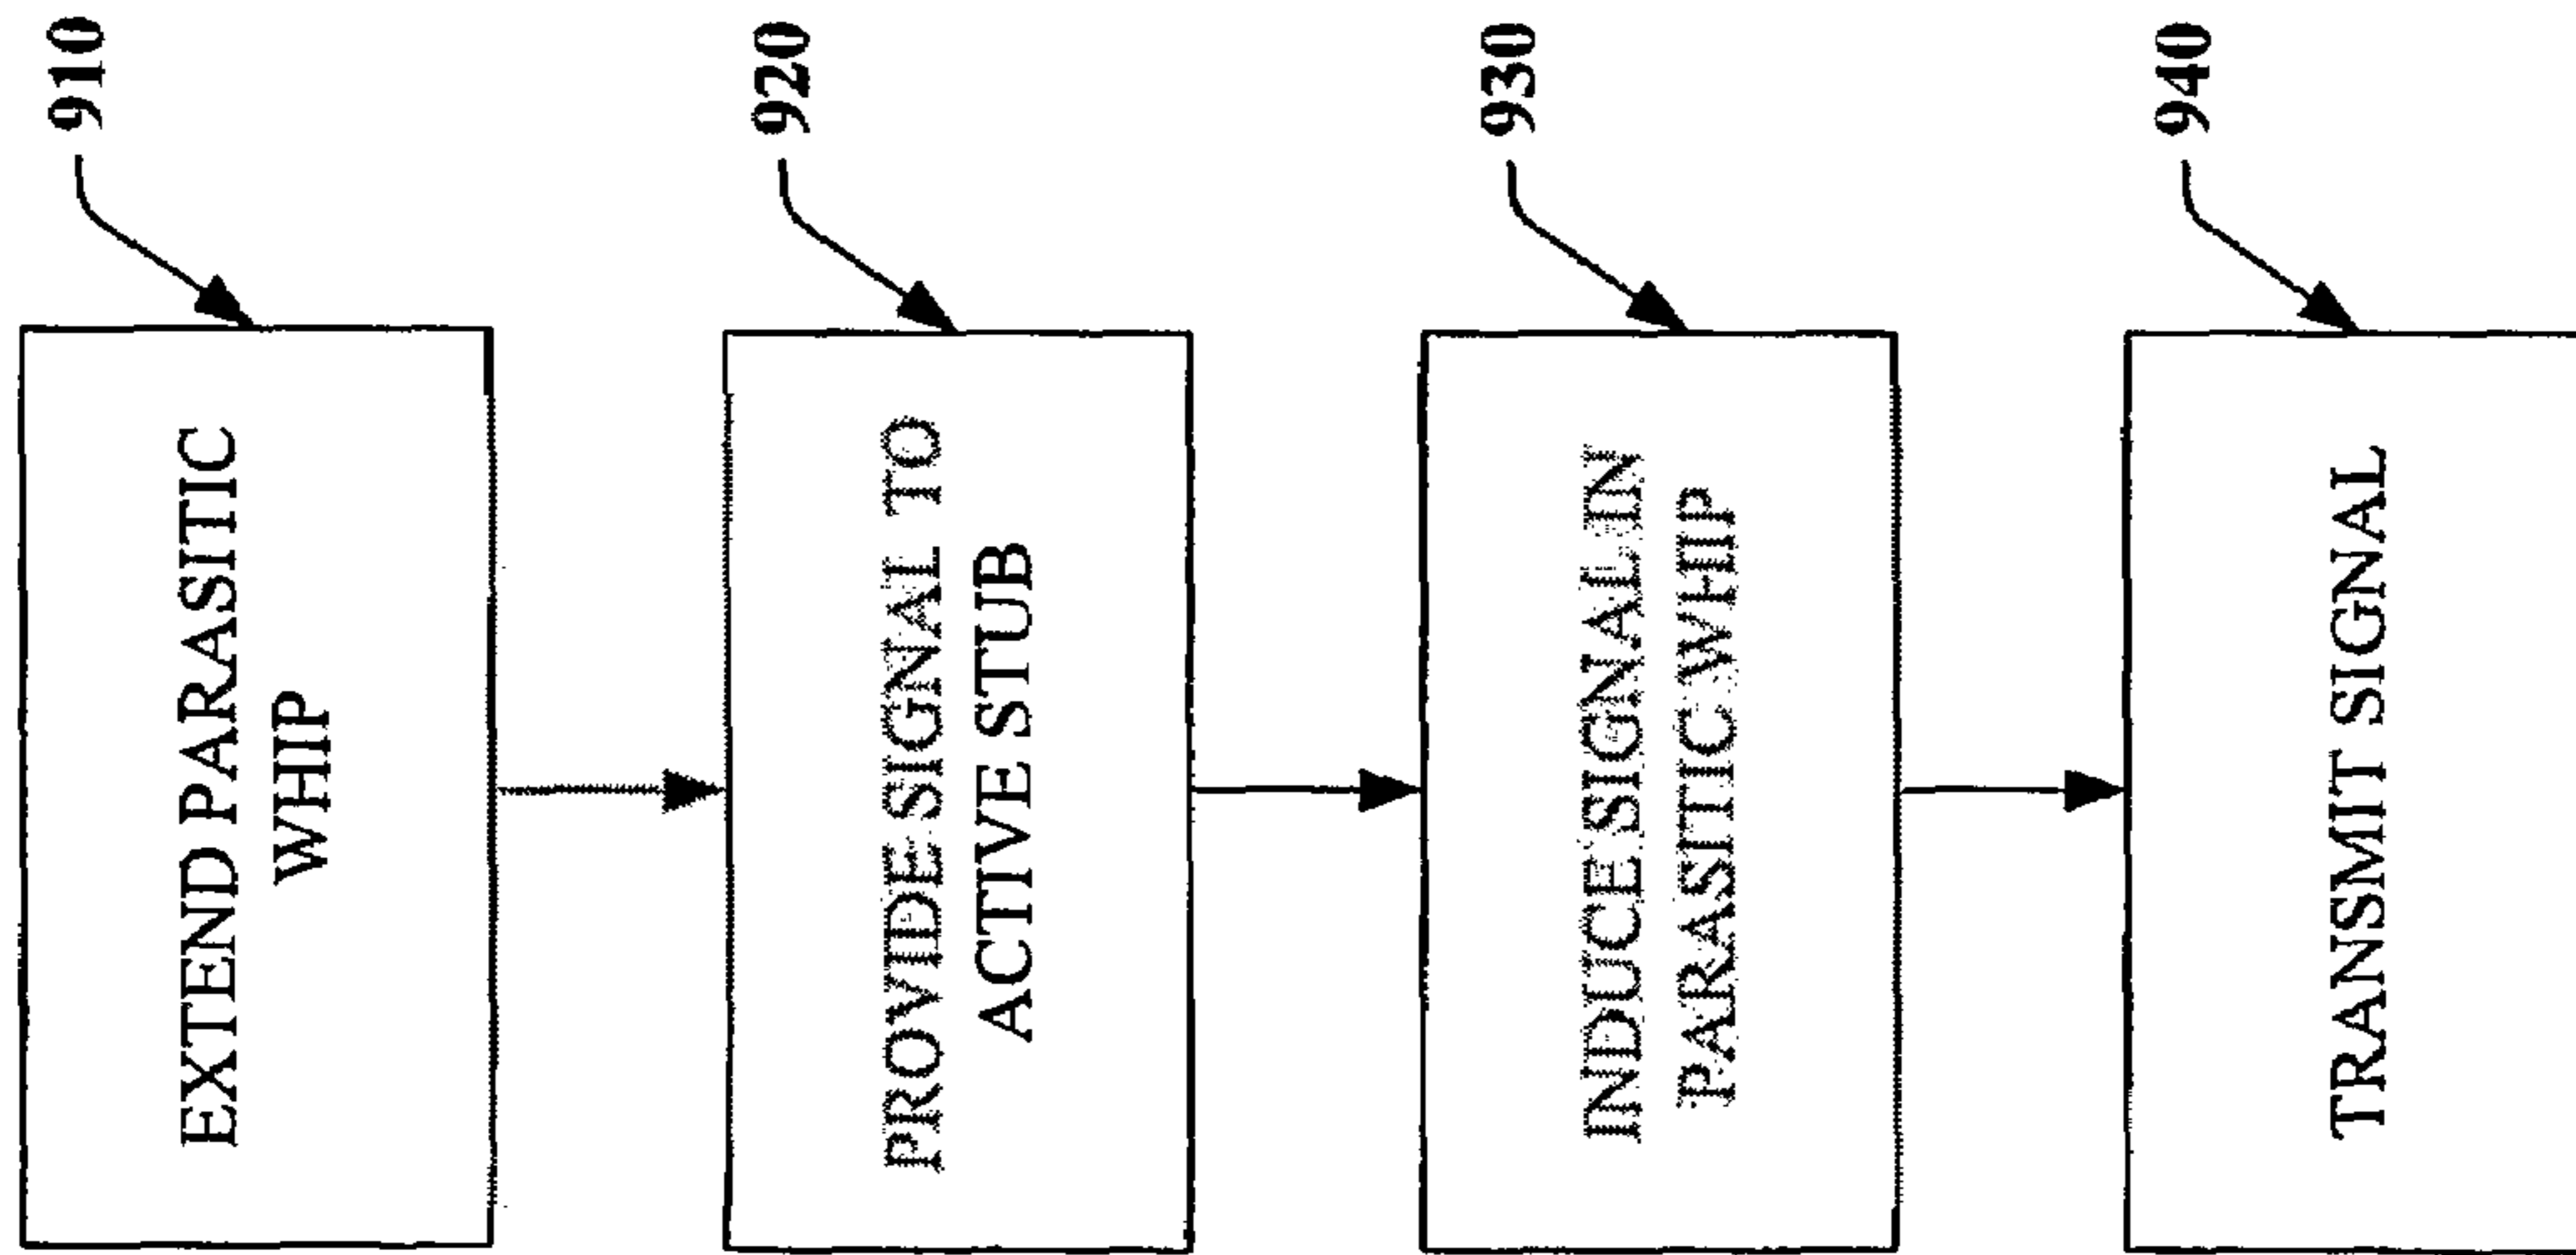 910
EXTEND PARASITIC
WHIP
920
PROVIDE SIGNAL TO
ACTIVE STUB
930
INDUCE SIGNAL IN
PARASITIC WHIP
940
TRANSMIT SIGNAL